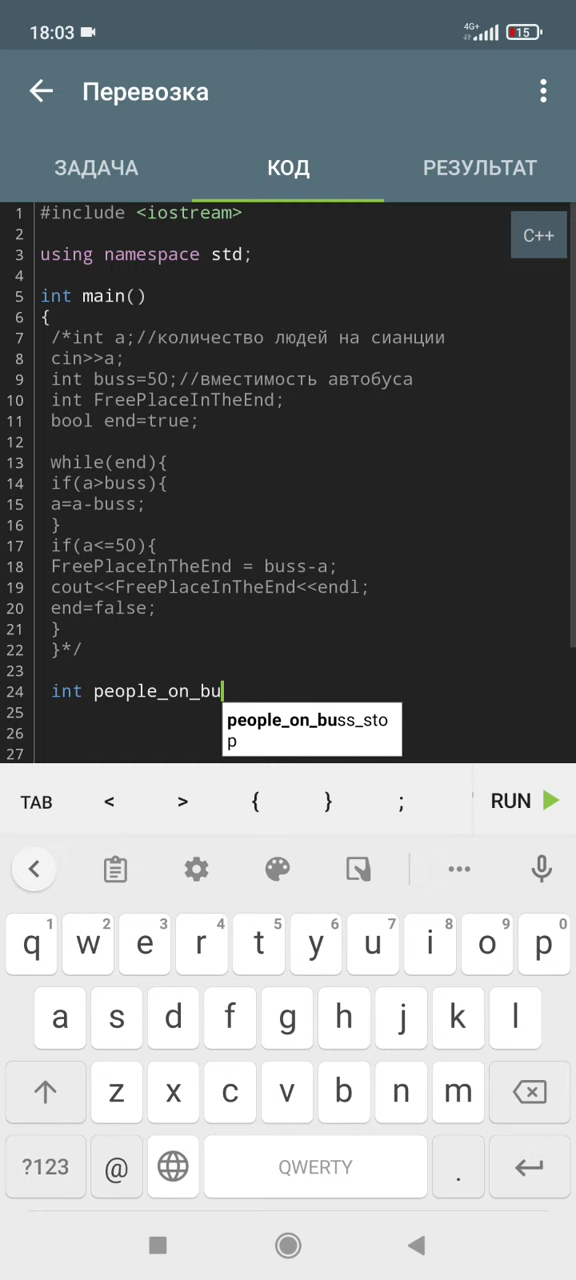 18:03
4G+
15
Перевозка
ЗАДАЧА
КОД
РЕЗУЛЬТАТ
1 #include <iostream>
C++
2
3 using namespace std;
4
5 int main()
6 {
7 /*int a;//количество людей на сианции
8 cin>>a;
9 int buss=50;//вместимость автобуса
10 int FreePlaceInTheEnd;
11 bool end=true;
12
13 while(end){
14 if(a>buss){
15 a=a-buss;
16 }
17 if(a<=50){
18 FreePlaceInTheEnd = buss-a;
19 cout<<FreePlaceInTheEnd<<endl;
20 end=false;
21 }
22 }*/
23
24 int people_on_bu
25
people_on_buss_sto
26
p
27
TAB < > { } ; RUN
1 2 3 4 5 6 7 8 9 0
q w e r t y u i o p
a s d f g h j k l
z x c v b n m
?123 @ QWERTY .